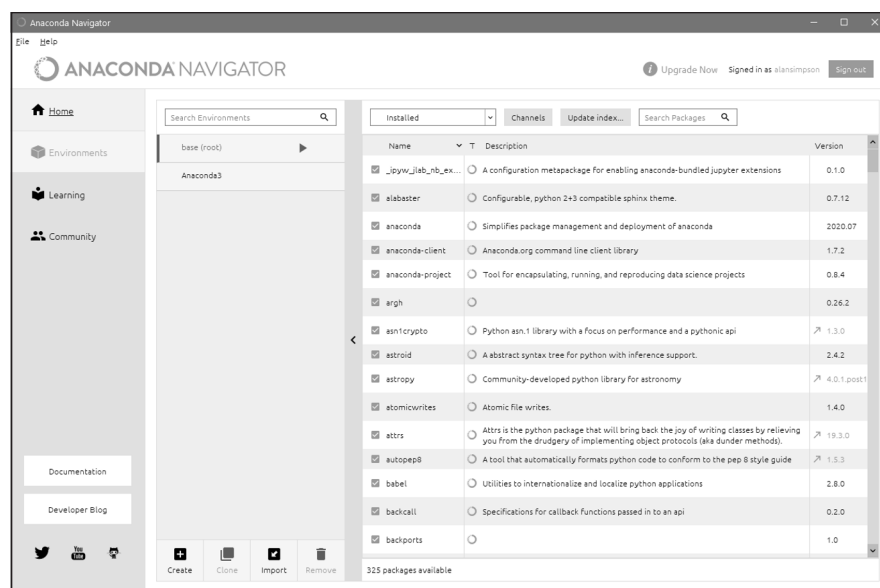 Anaconda Navigator
File Help
ANACONDA NAVIGATOR
Upgrade Now Signed in as alansimpson Sign out
Home
Environments
Learning
Community
Documentation
Developer Blog
You Tube
Search Environments
base (root)
Anaconda3
Create Clone Import Remove
Installed Channels Update index... Search Packages
Name T Description Version
_ipyw_jlab_nb_ex... A configuration metapackage for enabling anaconda-bundled jupyter extensions 0.1.0
alabaster Configurable, python 2+3 compatible sphinx theme. 0.7.12
anaconda Simplifies package management and deployment of anaconda 2020.07
anaconda-client Anaconda.org command line client library 1.7.2
anaconda-project Tool for encapsulating, running, and reproducing data science projects 0.8.4
argh 0.26.2
asn1crypto Python asn.1 library with a focus on performance and a pythonic api 1.3.0
astroid A abstract syntax tree for python with inference support. 2.4.2
astropy Community-developed python library for astronomy 4.0.1.post1
atomicwrites Atomic file writes. 1.4.0
attrs Attrs is the python package that will bring back the joy of writing classes by relieving
you from the drudgery of implementing object protocols (aka dunder methods). 19.3.0
autopep8 A tool that automatically formats python code to conform to the pep 8 style guide 1.5.3
babel Utilities to internationalize and localize python applications 2.8.0
backcall Specifications for callback functions passed in to an api 0.2.0
backports 1.0
325 packages available